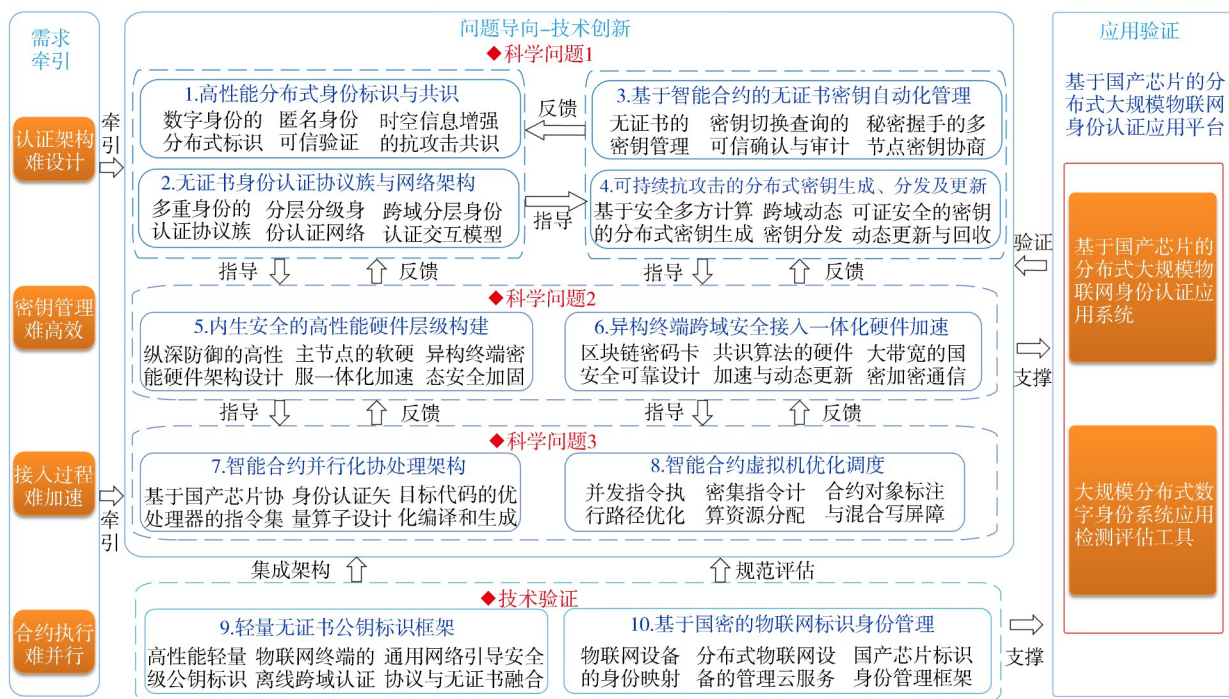 需求
牵引
认证架构
难设计
密钥管理
难高效
接入过程
难加速
合约执行
难并行
牵引
牵引
问题导向-技术创新
◆科学问题1
1.高性能分布式身份标识与共识
数字身份的 匿名身份 时空信息增强
分布式标识 可信验证 的抗攻击共识
2.无证书身份认证协议族与网络架构
多重身份的 分层分级身 跨域分层身份
认证协议族 份认证网络 认证交互模型
反馈
指导
3.基于智能合约的无证书密钥自动化管理
无证书的 密钥切换查询的 秘密握手的多
密钥管理 可信确认与审计 节点密钥协商
4.可持续抗攻击的分布式密钥生成、分发及更新
基于安全多方计算 跨域动态 可证安全的密钥
的分布式密钥生成 密钥分发 动态更新与回收
指导 反馈 指导 反馈
◆科学问题2
5.内生安全的高性能硬件层级构建
纵深防御的高性 主节点的软硬 异构终端密
能硬件架构设计 服一体化加速 态安全加固
6.异构终端跨域安全接入一体化硬件加速
区块链密码卡 共识算法的硬件 大带宽的国
安全可靠设计 加速与动态更新 密加密通信
指导 反馈 指导 反馈
◆科学问题3
7.智能合约并行化协处理架构
基于国产芯片协 身份认证矢 目标代码的优
处理器的指令集 量算子设计 化编译和生成
8.智能合约虚拟机优化调度
并发指令执 密集指令计 合约对象标注
行路径优化 算资源分配 与混合写屏障
集成架构 规范评估
◆技术验证
9.轻量无证书公钥标识框架
高性能轻量 物联网终端的 通用网络引导安全
级公钥标识 离线跨域认证 协议与无证书融合
10.基于国密的物联网标识身份管理
物联网设备 分布式物联网设 国产芯片标识
的身份映射 备的管理云服务 身份管理框架
验证
支撑
支撑
应用验证
基于国产芯片的分
布式大规模物联网
身份认证应用平台
基于国产芯片的
分布式大规模物
联网身份认证应
用系统
大规模分布式数
字身份系统应用
检测评估工具